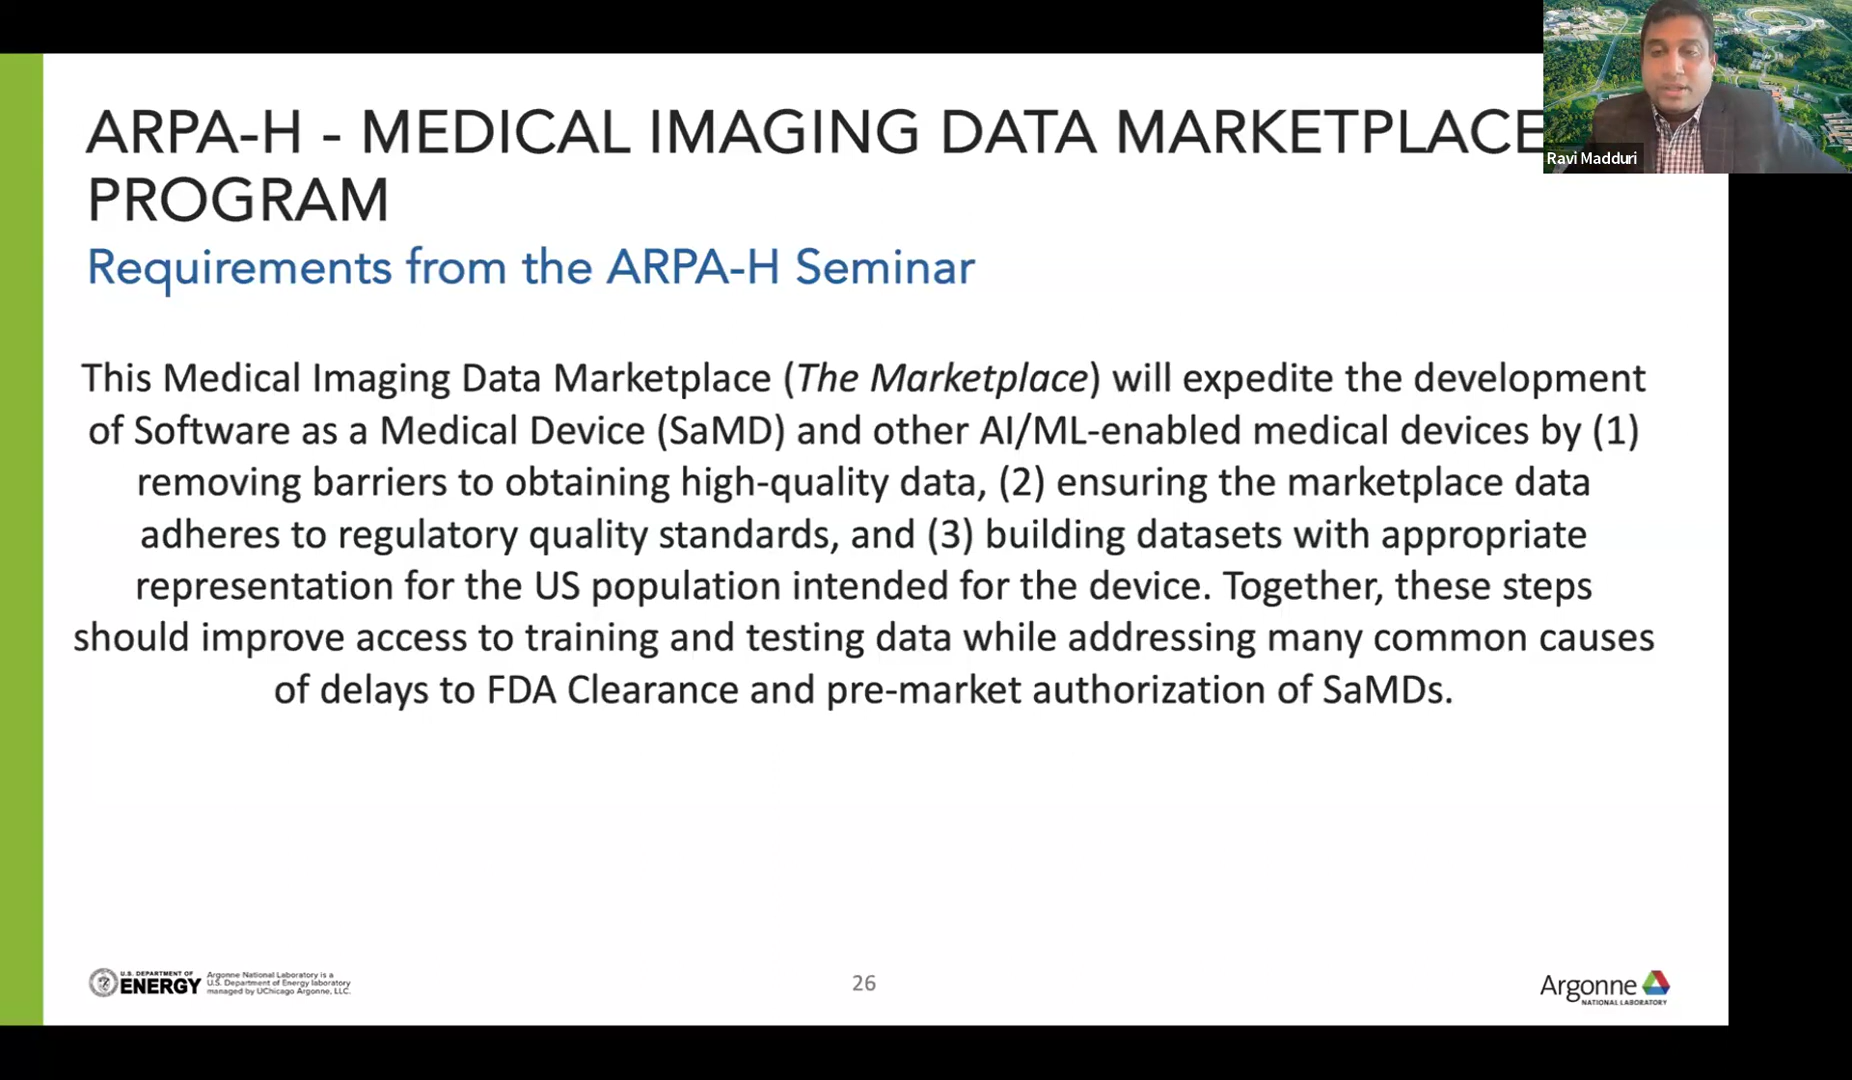 ARPA-H - MEDICAL IMAGING DATA MARKETPLACE
PROGRAM
Requirements from the ARPA-H Seminar
Ravi Madduri
This Medical Imaging Data Marketplace (The Marketplace) will expedite the development
of Software as a Medical Device (SaMD) and other AI/ML-enabled medical devices by (1)
removing barriers to obtaining high-quality data, (2) ensuring the marketplace data
adheres to regulatory quality standards, and (3) building datasets with appropriate
representation for the US population intended for the device. Together, these steps
should improve access to training and testing data while addressing many common causes
of delays to FDA Clearance and pre-market authorization of SaMDs.
U.S. DEPARTMENT OF
ENERGY
Argonne National Laboratory is a
U.S. Department of Energy laboratory
managed by UChicago Argonne, LLC.
26
Argonne
NATIONAL LABORATORY